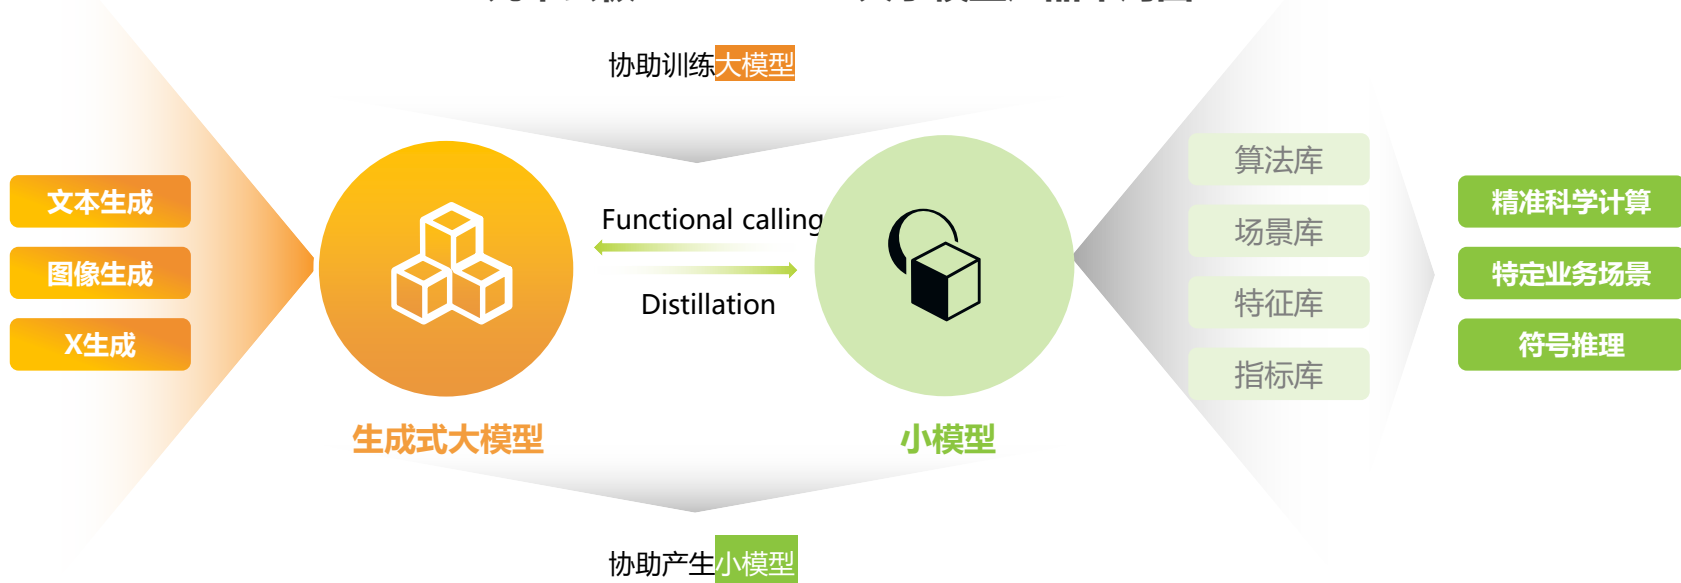 协助训练大模型
文本生成
图像生成
X生成
Functional calling
Distillation
生成式大模型
小模型
算法库
场景库
特征库
指标库
精准科学计算
特定业务场景
符号推理
协助产生小模型